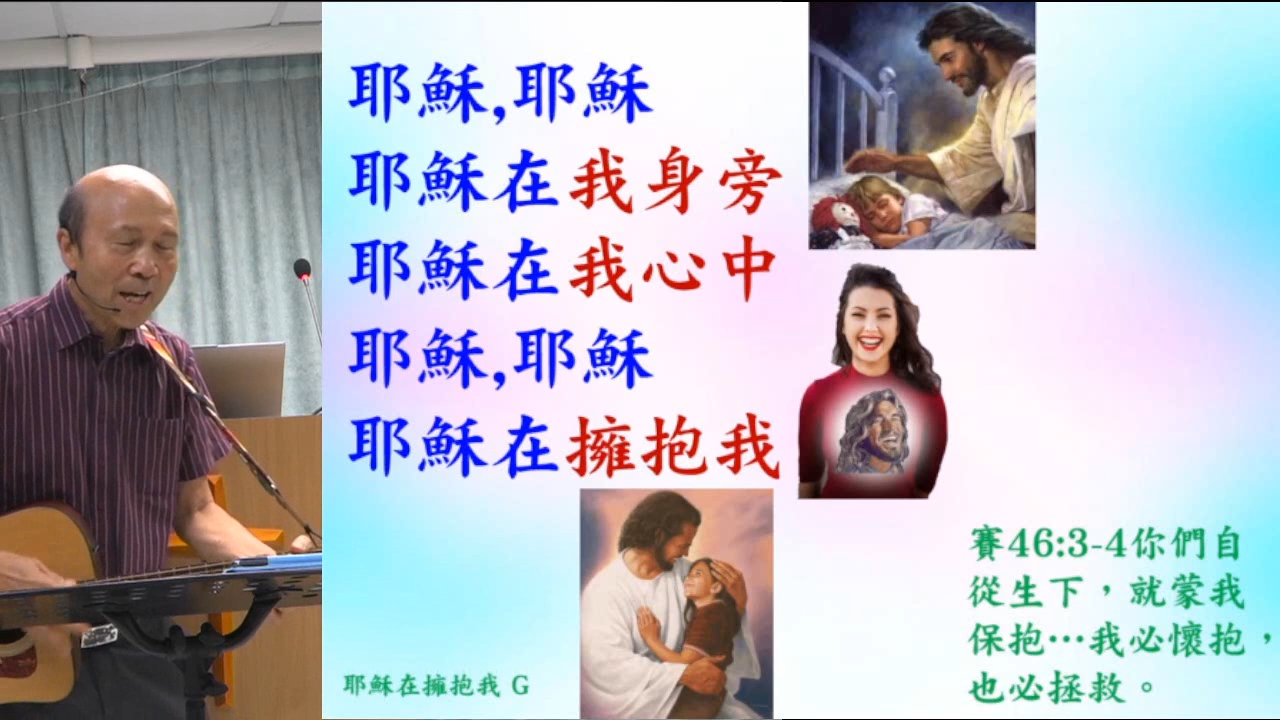 耶穌,耶穌
耶穌在我身旁
耶穌在我心中
耶穌,耶穌
耶穌在擁抱我
賽46:3-4你們自
從生下，就蒙我
保抱…我必懷抱，
也必拯救。
耶穌在擁抱我 G